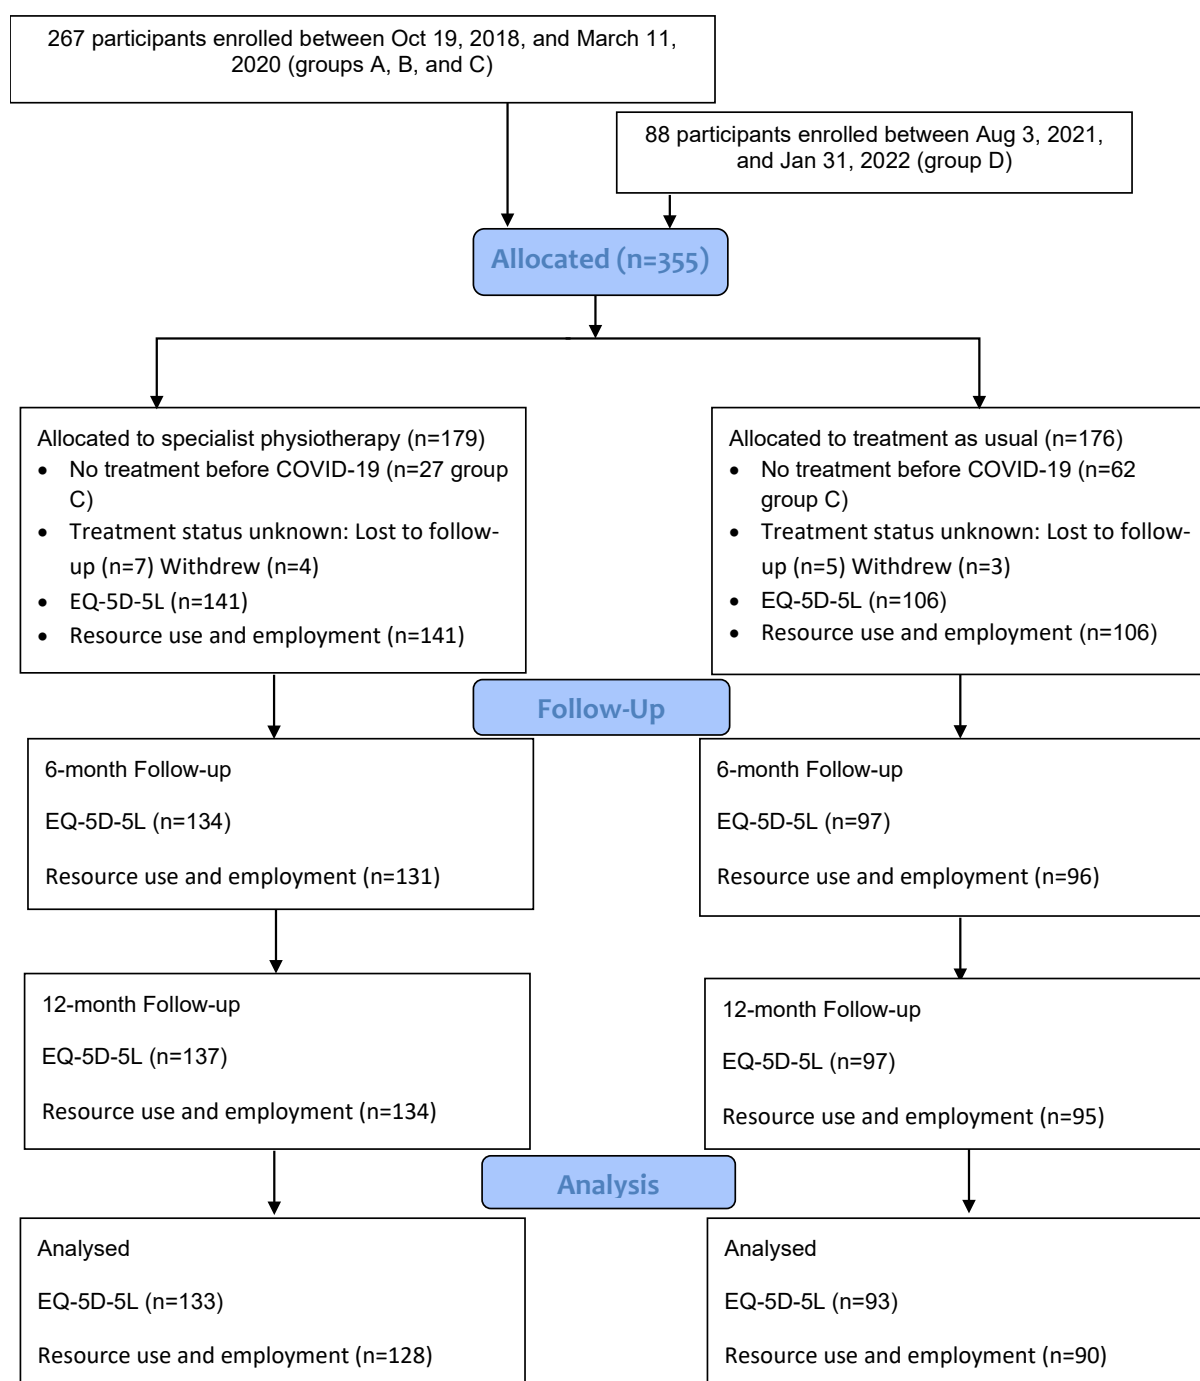 267 participants enrolled between Oct 19, 2018, and March 11,
2020 (groups A, B, and C)
88 participants enrolled between Aug 3, 2021,
and Jan 31, 2022 (group D)
Allocated (n=355)
Allocated to specialist physiotherapy (n=179)
• No treatment before COVID-19 (n=27 group
C)
• Treatment status unknown: Lost to follow-
up (n=7) Withdrew (n=4)
• EQ-5D-5L (n=141)
• Resource use and employment (n=141)
Allocated to treatment as usual (n=176)
• No treatment before COVID-19 (n=62
group C)
• Treatment status unknown: Lost to follow-
up (n=5) Withdrew (n=3)
• EQ-5D-5L (n=106)
• Resource use and employment (n=106)
Follow-Up
6-month Follow-up
EQ-5D-5L (n=134)
Resource use and employment (n=131)
6-month Follow-up
EQ-5D-5L (n=97)
Resource use and employment (n=96)
12-month Follow-up
EQ-5D-5L (n=137)
Resource use and employment (n=134)
12-month Follow-up
EQ-5D-5L (n=97)
Resource use and employment (n=95)
Analysis
Analysed
EQ-5D-5L (n=133)
Resource use and employment (n=128)
Analysed
EQ-5D-5L (n=93)
Resource use and employment (n=90)